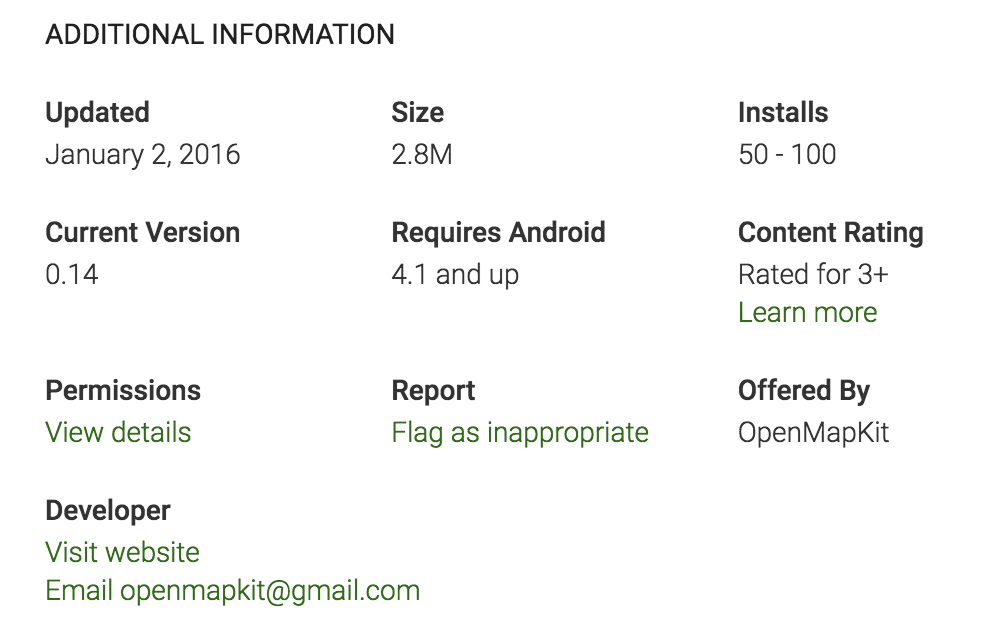 ADDITIONAL INFORMATION
Updated
January 2, 2016
Size
2.8M
Installs
50 - 100
Current Version
0.14
Requires Android
4.1 and up
Content Rating
Rated for 3+
Learn more
Permissions
View details
Report
Flag as inappropriate
Offered By
OpenMapKit
Developer
Visit website
Email openmapkit@gmail.com